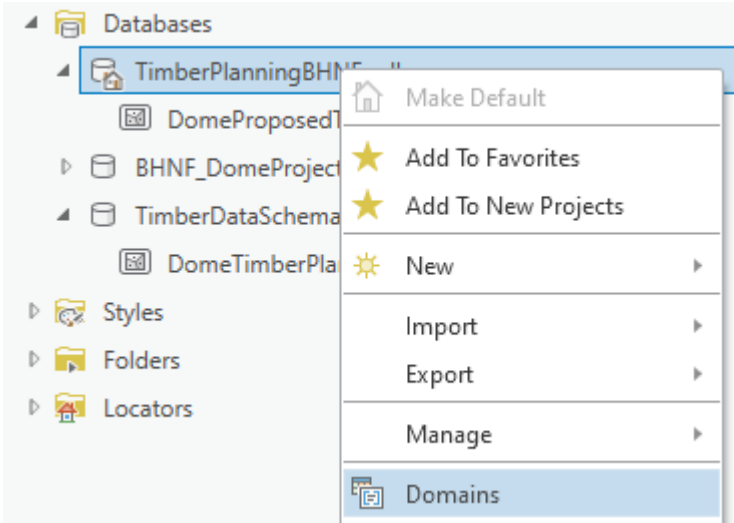 Databases
TimberPlanningBHNF
Make Default
DomeProposedT
Add To Favorites
BHNF_DomeProject
Add To New Projects
TimberDataSchema
DomeTimberPla
New
Styles
Import
Folders
Export
Locators
Manage
Domains